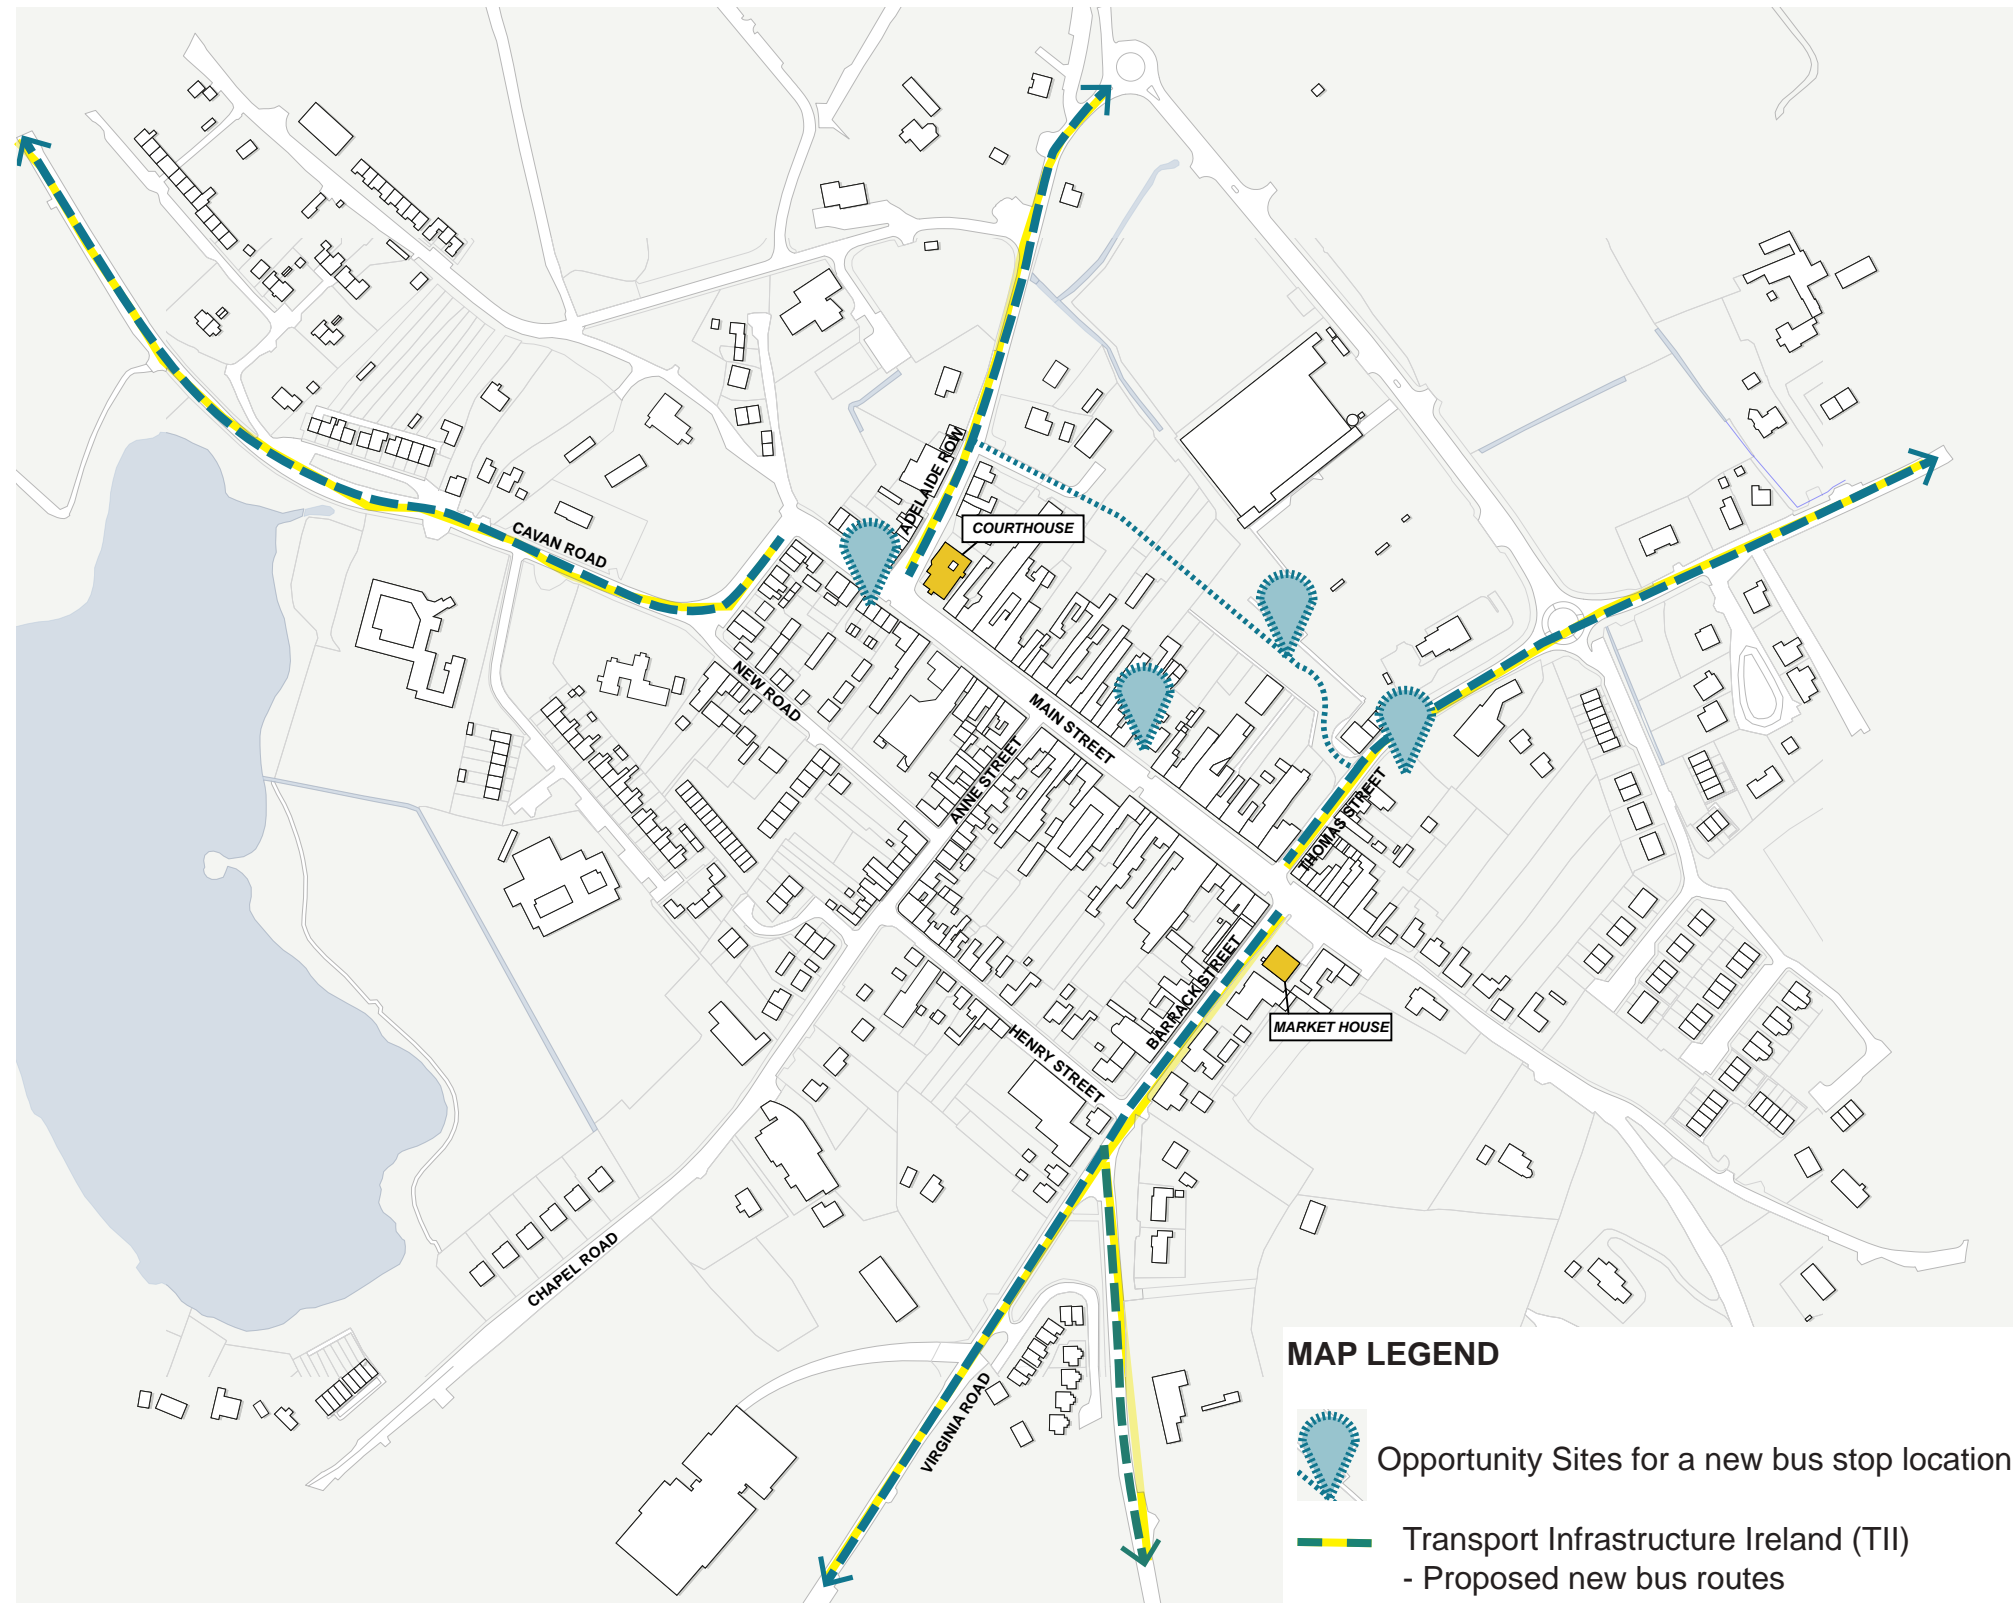 ADELAIDE ROW
COURTHOUSE
CAVAN ROAD
NEW ROAD
MAIN STREET
ANNE STREET
THOMAS STREET
BARRACK STREET
MARKET HOUSE
HENRY STREET
CHAPEL ROAD
VIRGINIA ROAD
MAP LEGEND
Opportunity Sites for a new bus stop location
Transport Infrastructure Ireland (TII)
- Proposed new bus routes